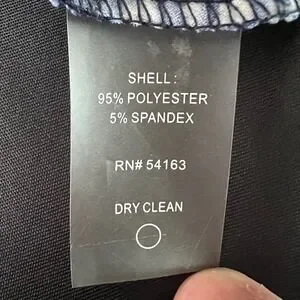 SHELL:
95% POLYESTER
5% SPANDEX
RN# 54163
DRY CLEAN